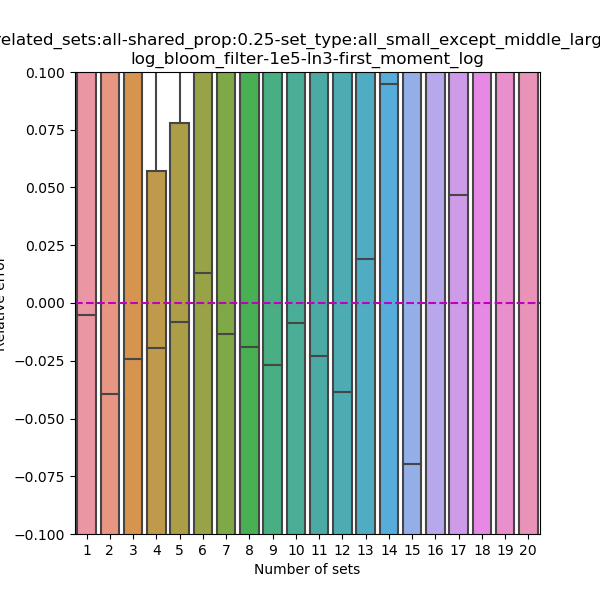 related_sets:all-shared_prop:0.25-set_type:all_small_except_middle_larg
log_bloom_filter-1e5-ln3-first_moment_log
0.100
0.075
0.050
0.025
0.000
−0.025
−0.050
−0.075
−0.100
Relative error
1 2 3 4 5 6 7 8 9 10 11 12 13 14 15 16 17 18 19 20
Number of sets